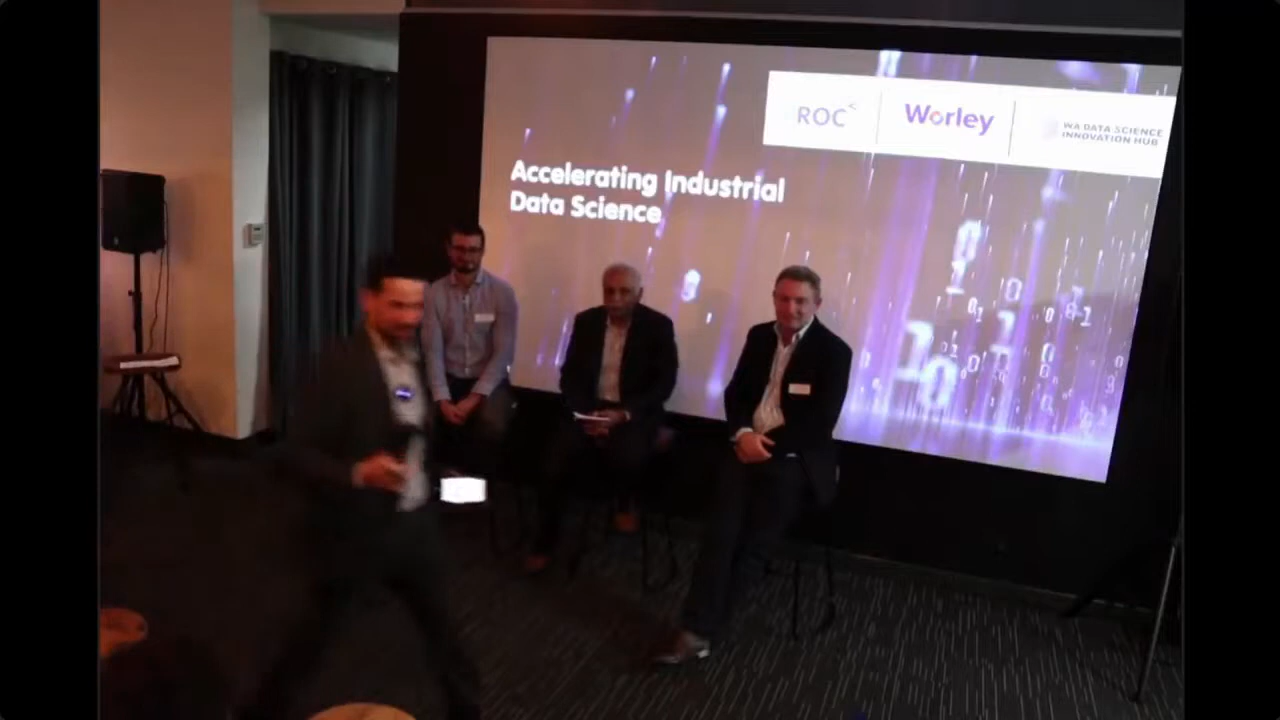 ROC
Worley
WA DATA SCIENCE
INNOVATION HUB
Accelerating Industrial
Data Science